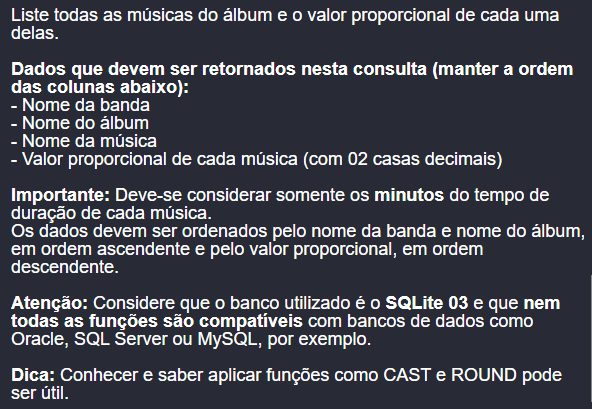 Liste todas as músicas do álbum e o valor proporcional de cada uma
delas.
Dados que devem ser retornados nesta consulta (manter a ordem
das colunas abaixo):
- Nome da banda
- Nome do álbum
- Nome da música
- Valor proporcional de cada música (com 02 casas decimais)
Importante: Deve-se considerar somente os minutos do tempo de
duração de cada música.
Os dados devem ser ordenados pelo nome da banda e nome do álbum,
em ordem ascendente e pelo valor proporcional, em ordem
descendente.
Atenção: Considere que o banco utilizado é o SQLite 03 e que nem
todas as funções são compatíveis com bancos de dados como
Oracle, SQL Server ou MySQL, por exemplo.
Dica: Conhecer e saber aplicar funções como CAST e ROUND pode
ser útil.